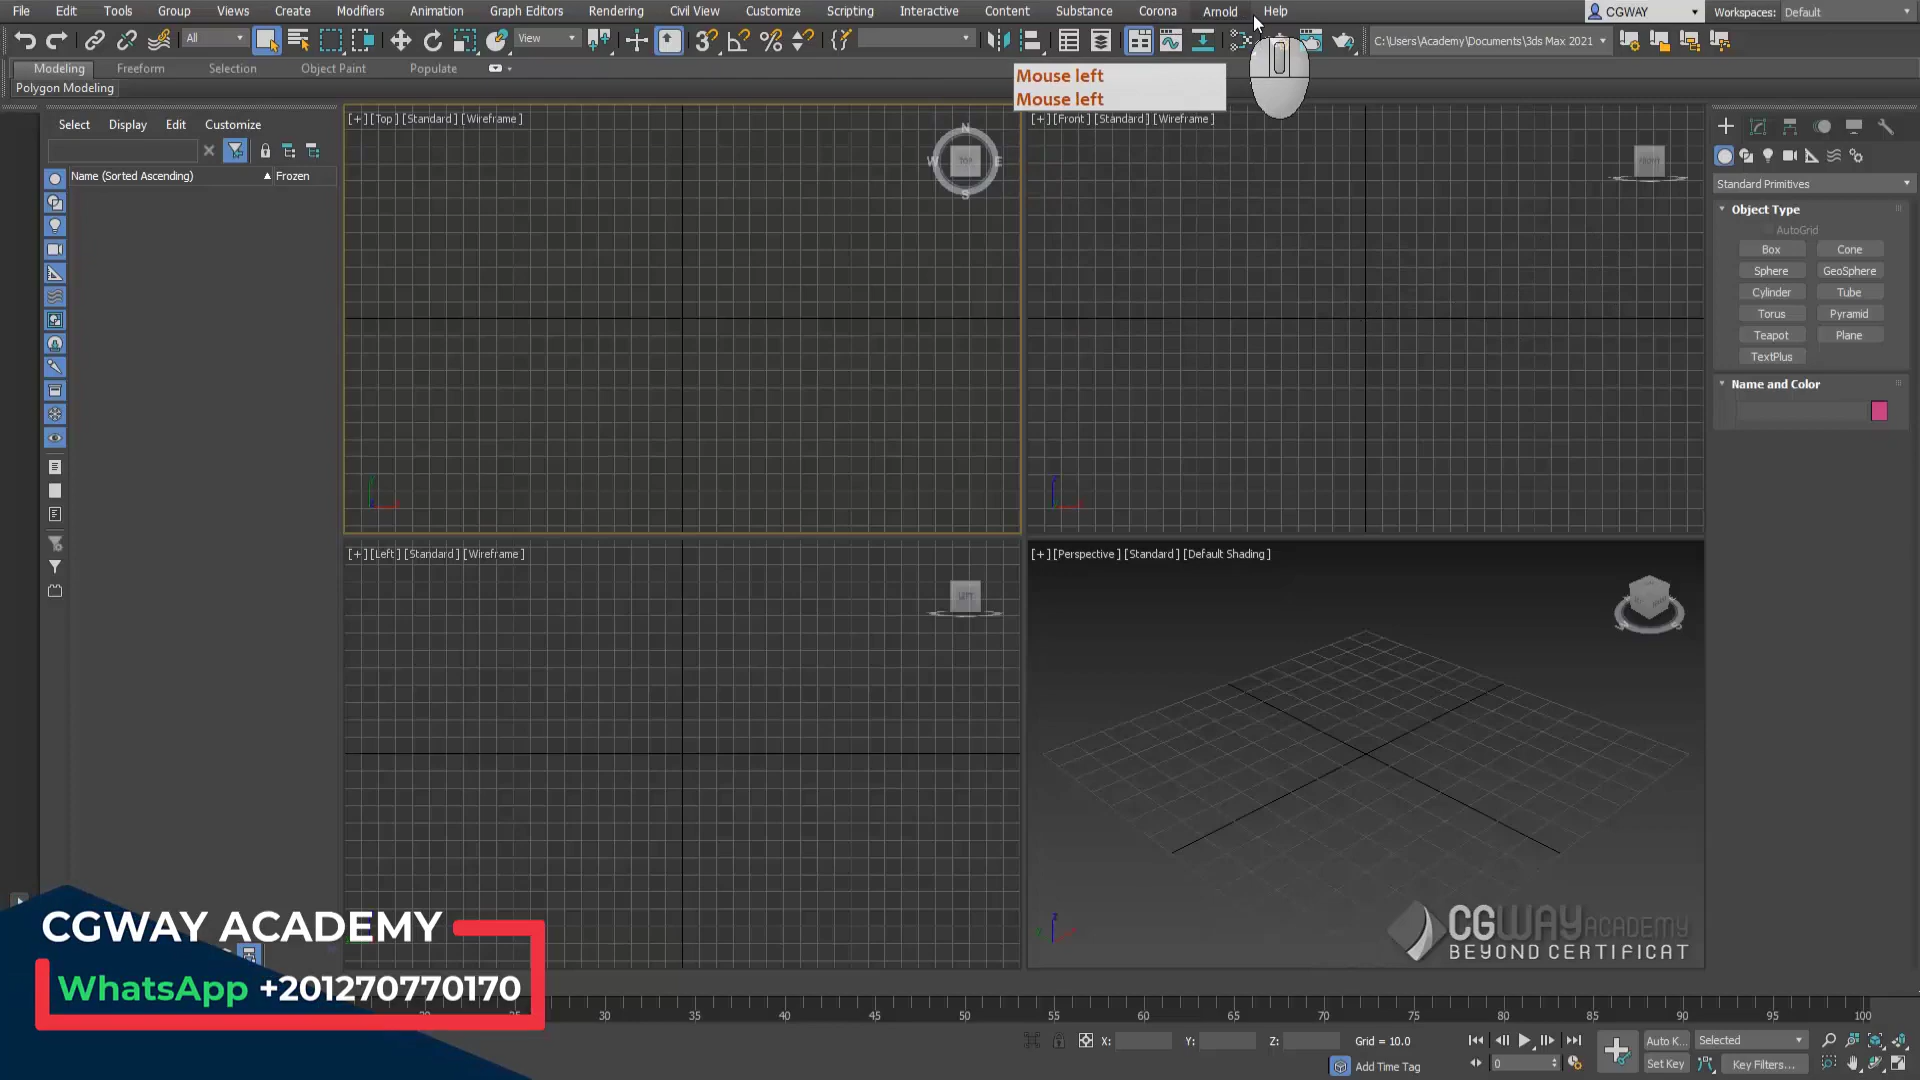 File Edit Tools Group Views Create Modifiers Animation Graph Editors Rendering Civil View Customize Scripting Interactive Content Substance Corona Arnold Help CGWAY Workspaces: Default
All View C:\Users\Academy\Documents\3ds Max 2021
Modeling Freeform Selection Object Paint Populate
Polygon Modeling
Mouse left
Mouse left
Select Display Edit Customize
Name (Sorted Ascending) Frozen
[+] [Top] [Standard] [Wireframe]
N
W TOP E
S
[+] [Front] [Standard] [Wireframe]
FRONT
[+] [Left] [Standard] [Wireframe]
LEFT
[+] [Perspective] [Standard] [Default Shading]
Standard Primitives
Object Type
AutoGrid
Box Cone
Sphere GeoSphere
Cylinder Tube
Torus Pyramid
Teapot Plane
TextPlus
Name and Color
CGWAY ACADEMY
BEYOND CERTIFICAT
CGWAY ACADEMY
WhatsApp +201270770170
25 30 35 40 45 50 55 60 65 70 75 80 85 90 95 100
X: Y: Z: Grid = 10.0
Add Time Tag
0
Auto K... Selected
Set Key Key Filters...